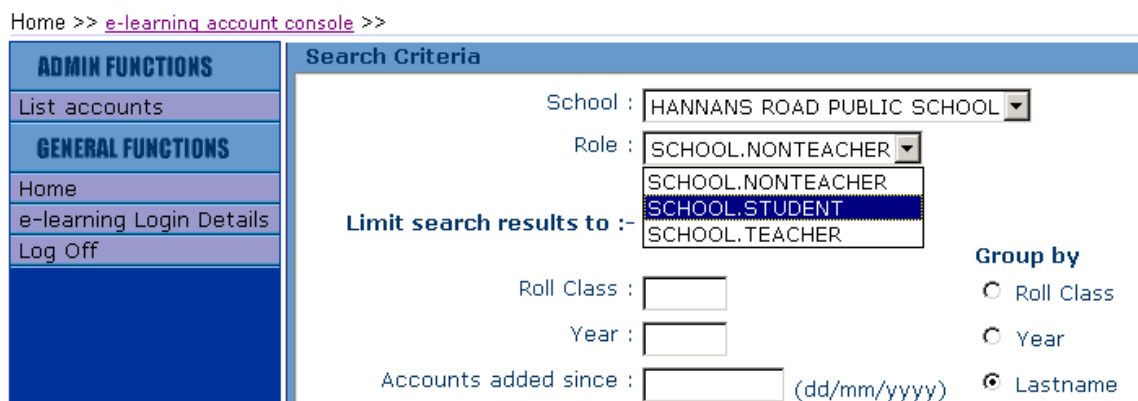 Home >> e-learning account console >>
ADMIN FUNCTIONS
List accounts
GENERAL FUNCTIONS
Home
e-learning Login Details
Log Off
Search Criteria
School : HANNANS ROAD PUBLIC SCHOOL
Role : SCHOOL.NONTEACHER
SCHOOL.NONTEACHER
SCHOOL.STUDENT
SCHOOL.TEACHER
Limit search results to :-
Roll Class :
Year :
Accounts added since : (dd/mm/yyyy)
Group by
Roll Class
Year
Lastname